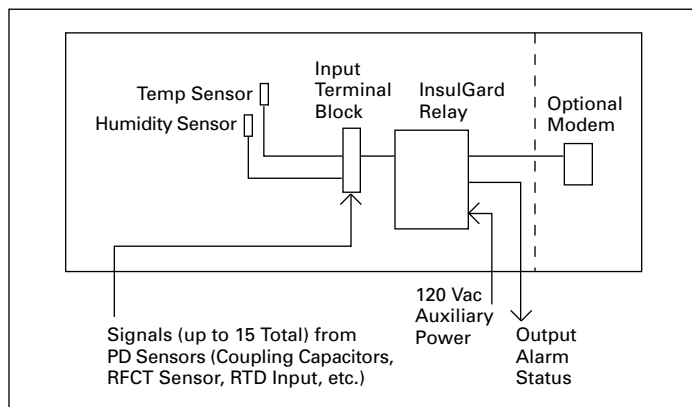 Input
Terminal
Block
InsulGard
Relay
Optional
Modem
Temp Sensor
Humidity Sensor
120 Vac
Auxiliary
Power
Signals (up to 15 Total) from
PD Sensors (Coupling Capacitors,
RFCT Sensor, RTD Input, etc.)
Output
Alarm
Status